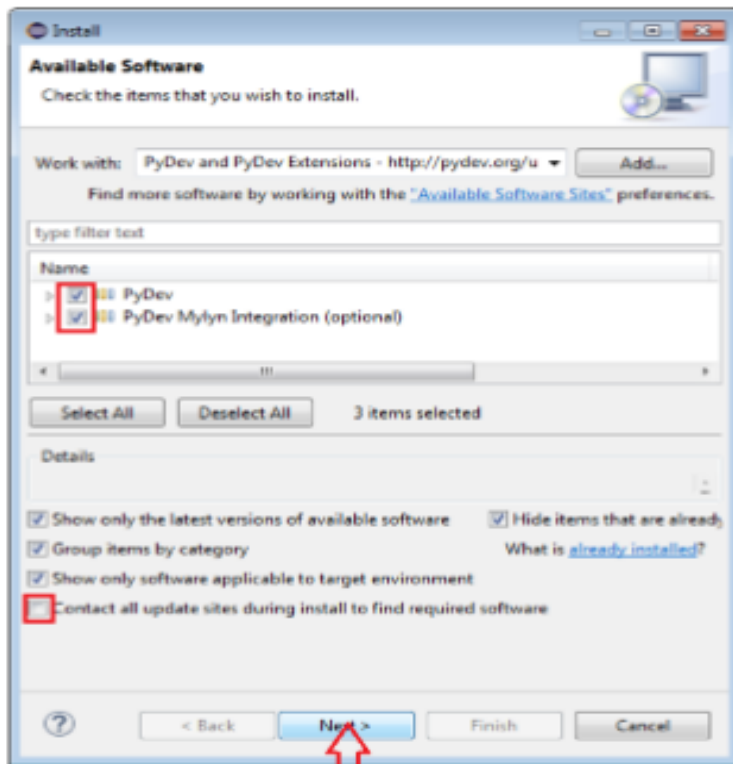 Install
Available Software
Check the items that you wish to install.
Work with: PyDev and PyDev Extensions - http://pydev.org/u Add...
Find more software by working with the "Available Software Sites" preferences.
type filter text
Name
PyDev
PyDev Mylyn Integration (optional)
Select All Deselect All 3 items selected
Details
Show only the latest versions of available software Hide items that are already
Group items by category What is already installed?
Show only software applicable to target environment
Contact all update sites during install to find required software
? < Back Next > Finish Cancel